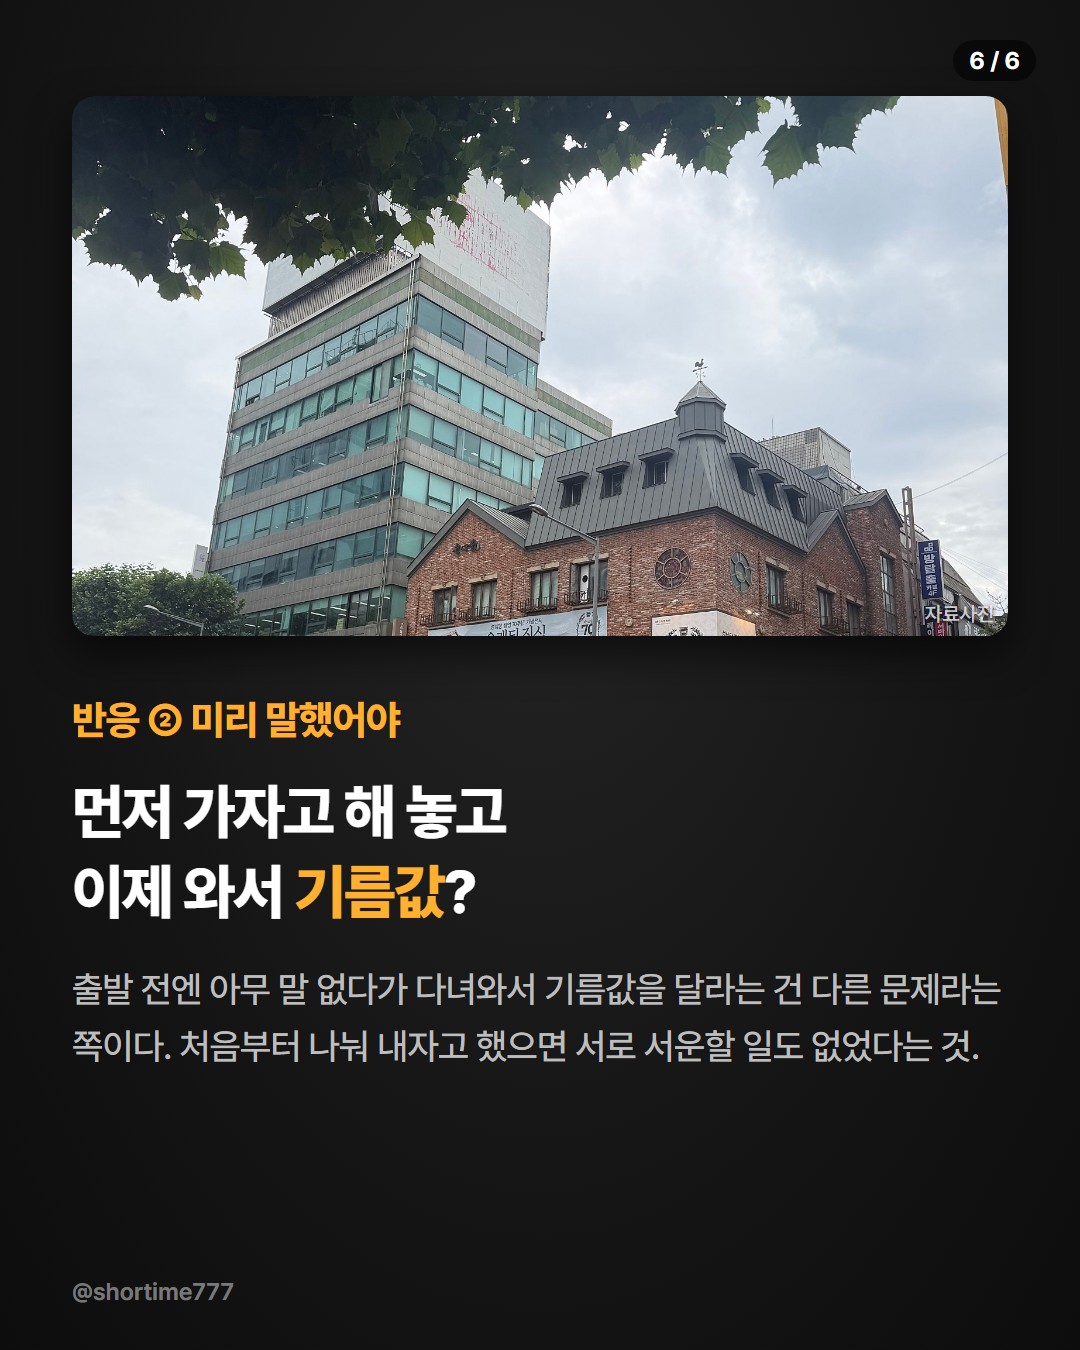 6 / 6
자료사진
반응 ② 미리 말했어야
먼저 가자고 해 놓고
이제 와서 기름값?
출발 전엔 아무 말 없다가 다녀와서 기름값을 달라는 건 다른 문제라는
쪽이다. 처음부터 나눠 내자고 했으면 서로 서운할 일도 없었다는 것.
@shortime777